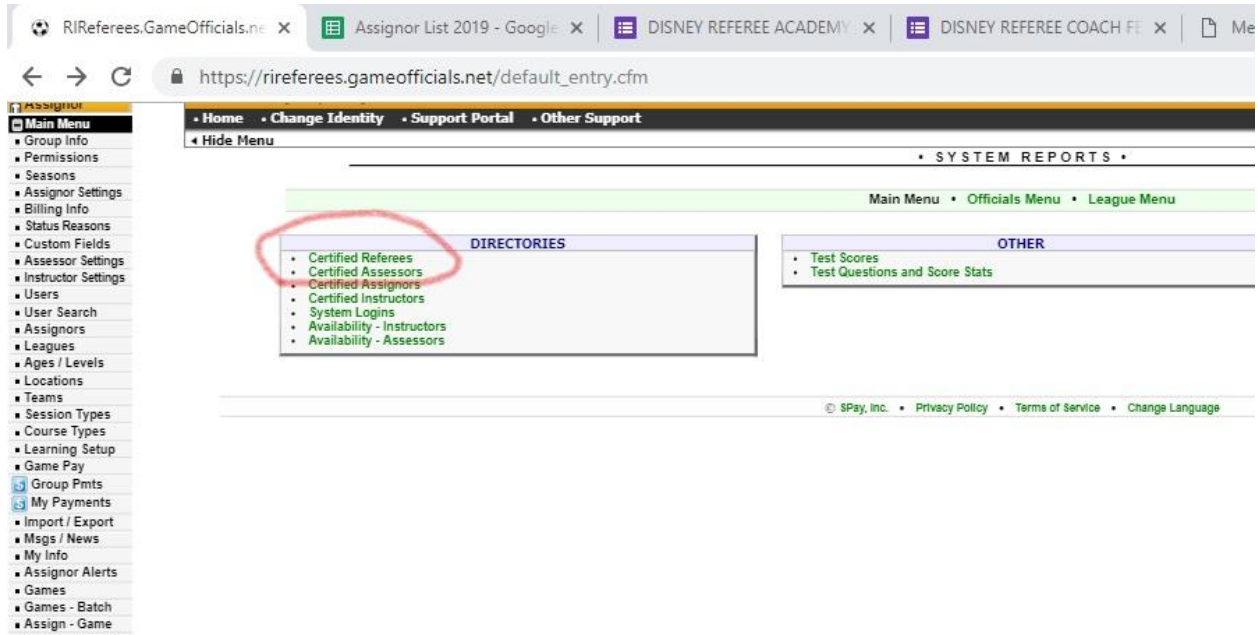 RIReferees.GameOfficials.ne
Assignor List 2019 - Google
DISNEY REFEREE ACADEMY
DISNEY REFEREE COACH FE
Me
https://rireferees.gameofficials.net/default_entry.cfm
Assignor
Main Menu
Group Info
Permissions
Seasons
Assignor Settings
Billing Info
Status Reasons
Custom Fields
Assessor Settings
Instructor Settings
Users
User Search
Assignors
Leagues
Ages / Levels
Locations
Teams
Session Types
Course Types
Learning Setup
Game Pay
Group Pmts
My Payments
Import / Export
Msgs / News
My Info
Assignor Alerts
Games
Games - Batch
Assign - Game
• Home • Change Identity • Support Portal • Other Support
Hide Menu
• SYSTEM REPORTS •
Main Menu • Officials Menu • League Menu
DIRECTORIES
• Certified Referees
• Certified Assessors
• Certified Assignors
• Certified Instructors
• System Logins
• Availability - Instructors
• Availability - Assessors
OTHER
• Test Scores
• Test Questions and Score Stats
© SPay, Inc. • Privacy Policy • Terms of Service • Change Language